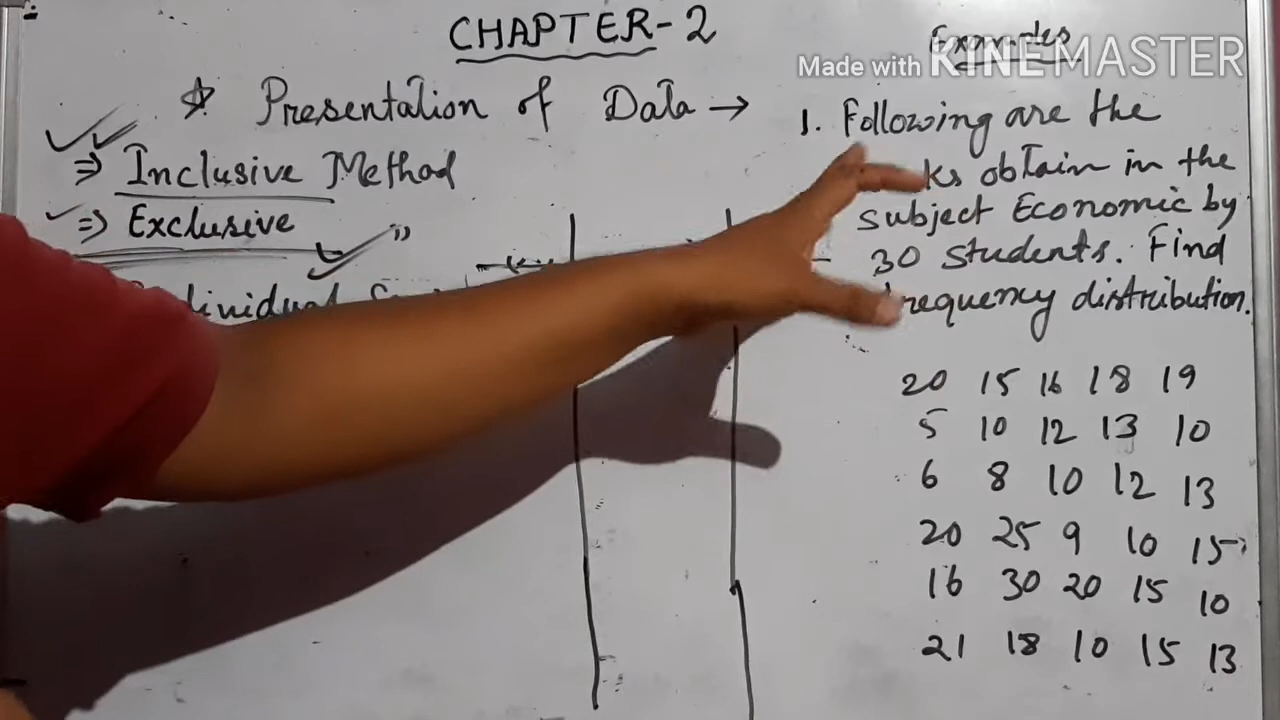 CHAPTER-2
☆ Presentation of Data →
⇒ Inclusive Method
⇒ Exclusive "
Examples
Made with KINEMASTER
1. Following are the
ks obtain in the
subject Economic by
30 students. Find
frequency distribution.
20 15 16 18 19
5 10 12 13 10
6 8 10 12 13
20 25 9 10 15
16 30 20 15 10
21 18 10 15 13